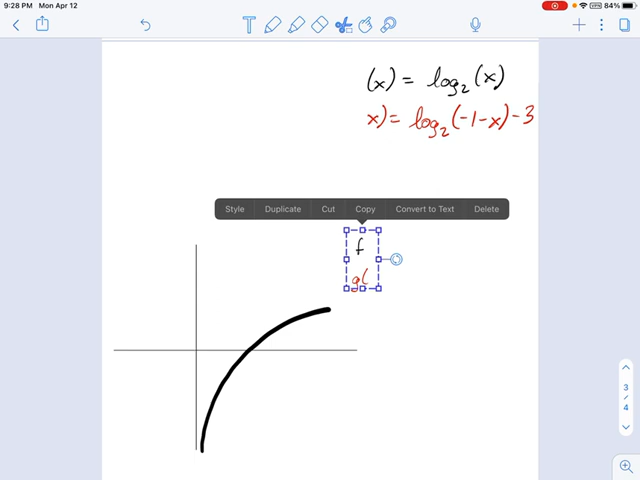 9:28 PM Mon Apr 12
VPN 84%
T
(x) = log₂(x)
x) = log₂(-1-x)-3
Style Duplicate Cut Copy Convert to Text Delete
f
g(
3
/
4